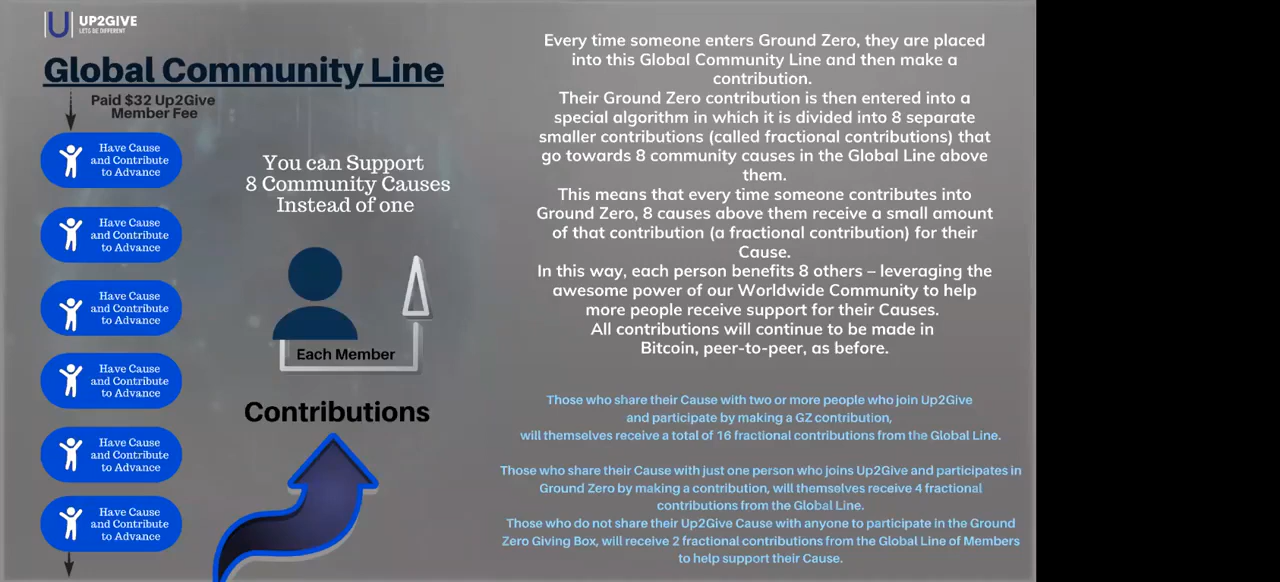 UP2GIVE
LETS BE DIFFERENT
Global Community Line
Paid $32 Up2Give
Member Fee
Have Cause
and Contribute
to Advance
Have Cause
and Contribute
to Advance
Have Cause
and Contribute
to Advance
Have Cause
and Contribute
to Advance
Have Cause
and Contribute
to Advance
Have Cause
and Contribute
to Advance
You can Support
8 Community Causes
Instead of one
Each Member
Contributions
Every time someone enters Ground Zero, they are placed
into this Global Community Line and then make a
contribution.
Their Ground Zero contribution is then entered into a
special algorithm in which it is divided into 8 separate
smaller contributions (called fractional contributions) that
go towards 8 community causes in the Global Line above
them.
This means that every time someone contributes into
Ground Zero, 8 causes above them receive a small amount
of that contribution (a fractional contribution) for their
Cause.
In this way, each person benefits 8 others – leveraging the
awesome power of our Worldwide Community to help
more people receive support for their Causes.
All contributions will continue to be made in
Bitcoin, peer-to-peer, as before.
Those who share their Cause with two or more people who join Up2Give
and participate by making a GZ contribution,
will themselves receive a total of 16 fractional contributions from the Global Line.
Those who share their Cause with just one person who joins Up2Give and participates in
Ground Zero by making a contribution, will themselves receive 4 fractional
contributions from the Global Line.
Those who do not share their Up2Give Cause with anyone to participate in the Ground
Zero Giving Box, will receive 2 fractional contributions from the Global Line of Members
to help support their Cause.